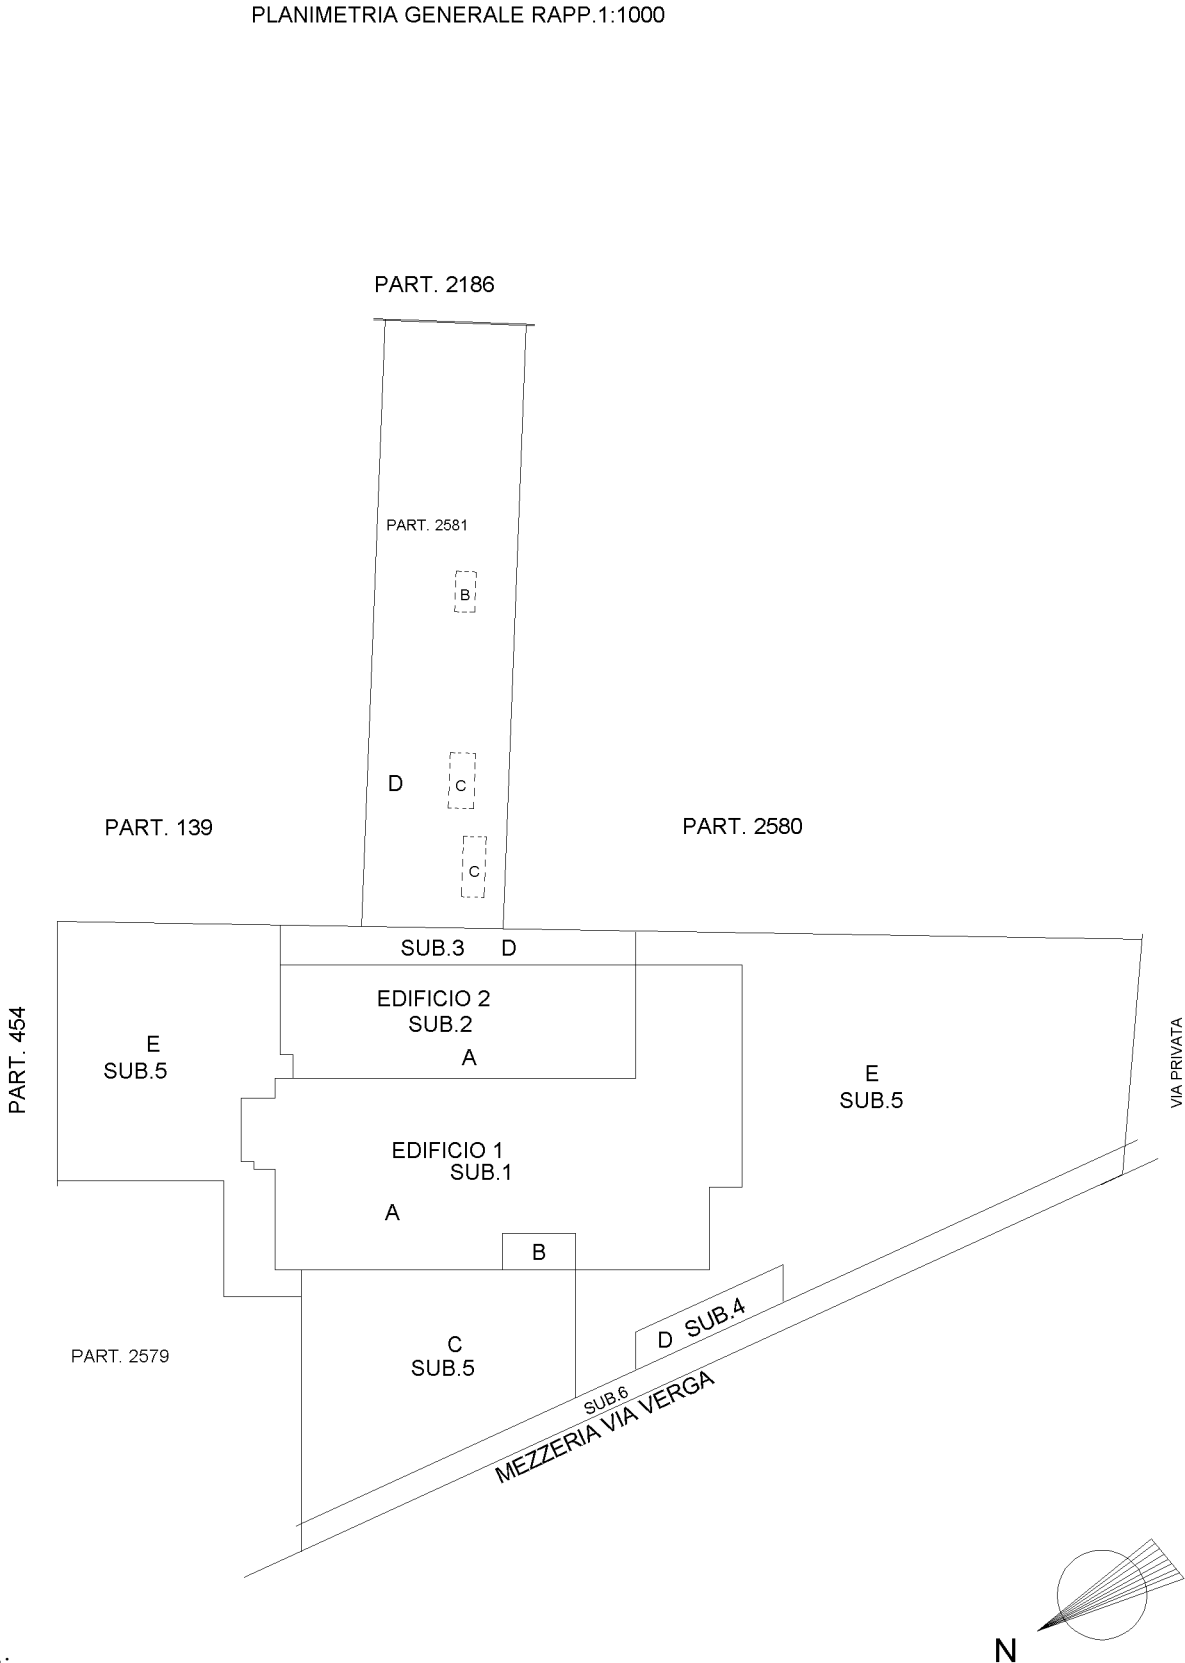 PLANIMETRIA GENERALE RAPP.1:1000
PART. 2186
PART. 2581
B
D
C
PART. 139
PART. 2580
C
SUB.3 D
EDIFICIO 2
SUB.2
A
E
SUB.5
PART. 454
E
SUB.5
VIA PRIVATA
EDIFICIO 1
SUB.1
A
B
D SUB.4
C
SUB.5
PART. 2579
SUB.6
MEZZERIA VIA VERGA
N